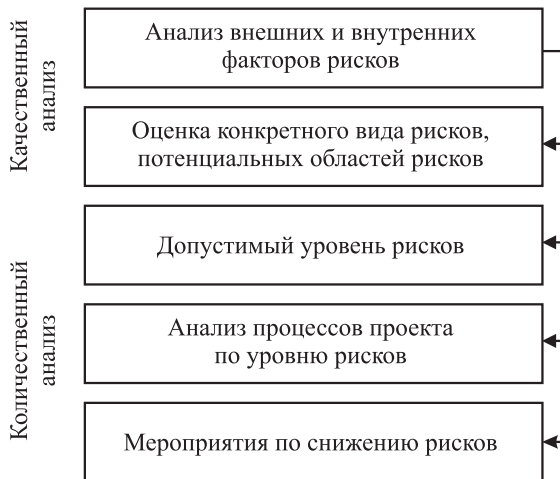 Качественный
анализ
Анализ внешних и внутренних
факторов рисков
Оценка конкретного вида рисков,
потенциальных областей рисков
Количественный
анализ
Допустимый уровень рисков
Анализ процессов проекта
по уровню рисков
Мероприятия по снижению рисков